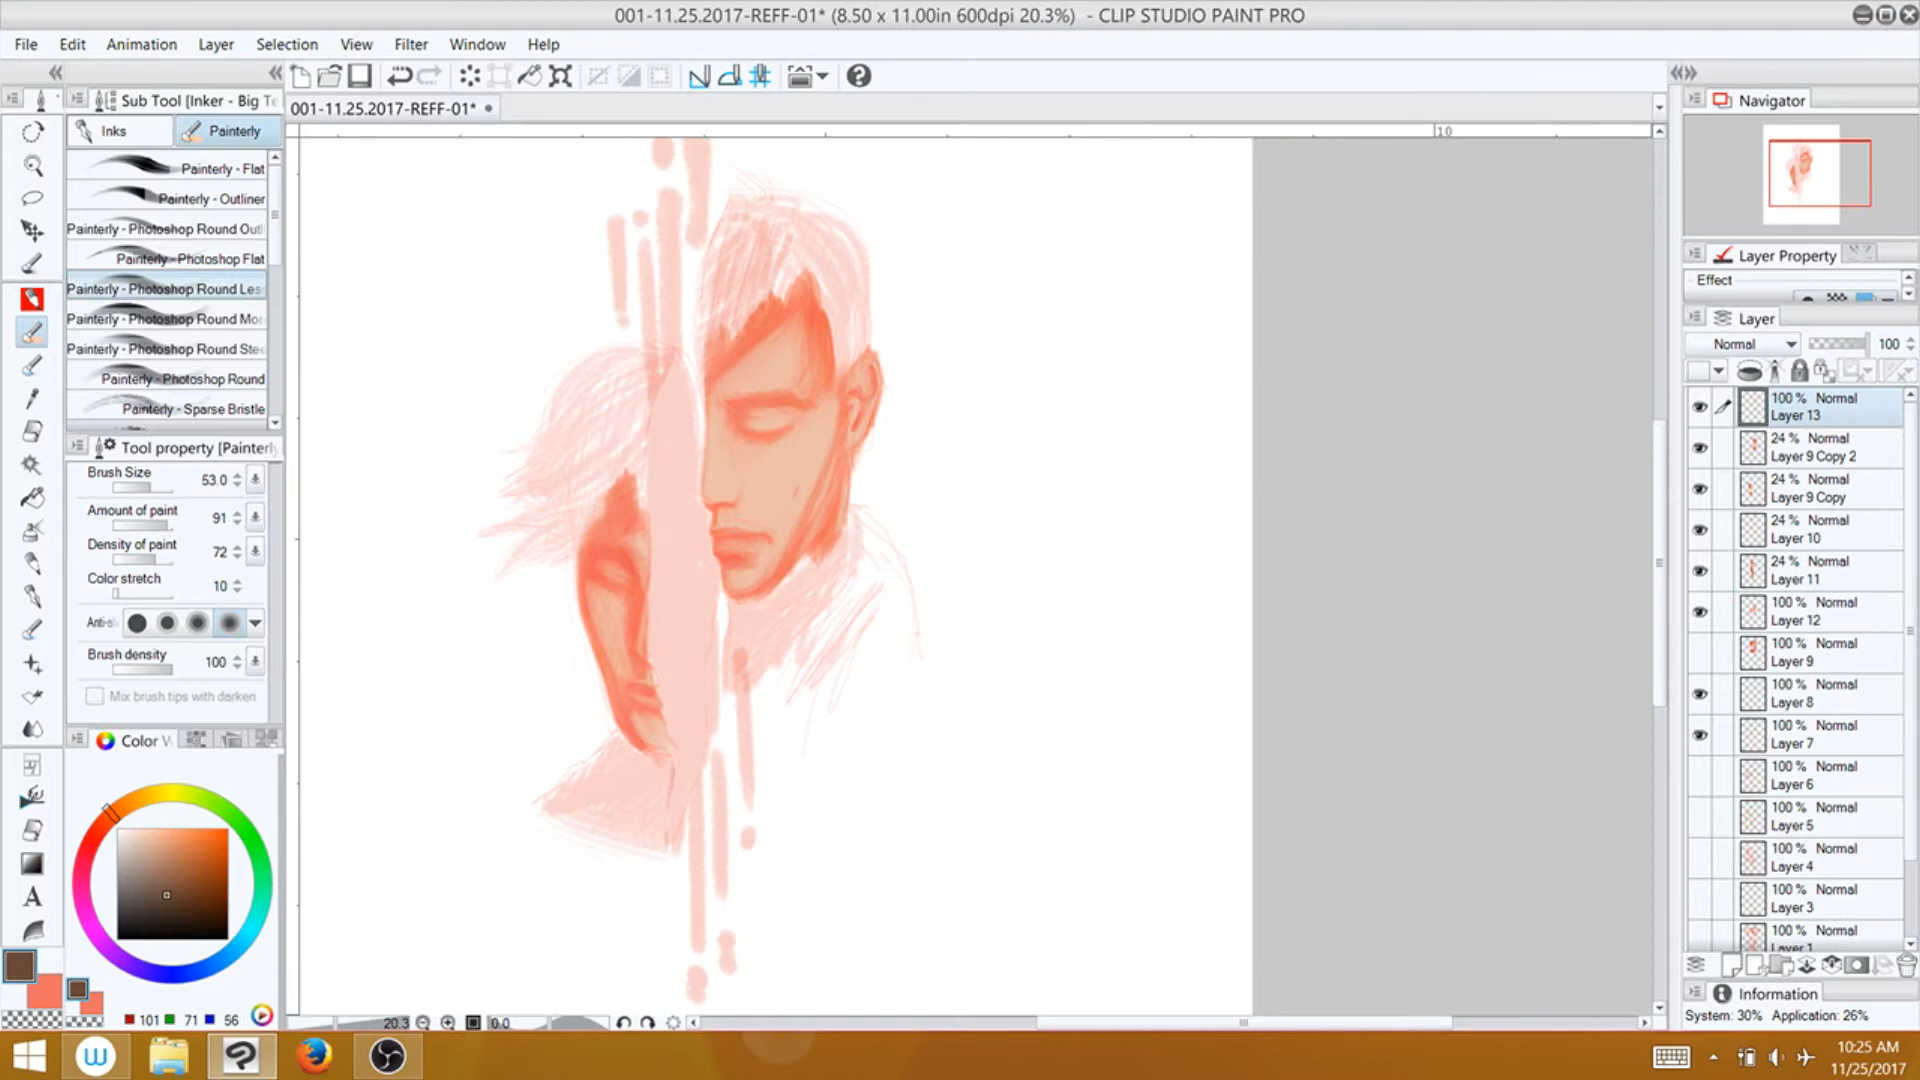 001-11.25.2017-REFF-01* (8.50 x 11.00in 600dpi 20.3%)  - CLIP STUDIO PAINT PRO
File Edit Animation Layer Selection View Filter Window Help
Sub Tool [Inker - Big Te
001-11.25.2017-REFF-01*
Navigator
Inks Painterly
10
Painterly - Flat
Painterly - Outliner
Painterly - Photoshop Round Outl
Painterly - Photoshop Flat
Painterly - Photoshop Round Les
Painterly - Photoshop Round Mor
Painterly - Photoshop Round Ste
Painterly - Photoshop Round
Painterly - Sparse Bristle
Tool property [Painterl
Brush Size 53.0
Amount of paint 91
Density of paint 72
Color stretch 10
Anti-al
Brush density 100
Mix brush tips with darken
Color W
101 71 56
20.3 0.0
Layer Property
Effect
Layer
Normal 100
100 % Normal
Layer 13
24 % Normal
Layer 9 Copy 2
24 % Normal
Layer 9 Copy
24 % Normal
Layer 10
24 % Normal
Layer 11
100 % Normal
Layer 12
100 % Normal
Layer 9
100 % Normal
Layer 8
100 % Normal
Layer 7
100 % Normal
Layer 6
100 % Normal
Layer 5
100 % Normal
Layer 4
100 % Normal
Layer 3
100 % Normal
Layer 1
Information
System: 30% Application: 26%
A
10:25 AM
11/25/2017